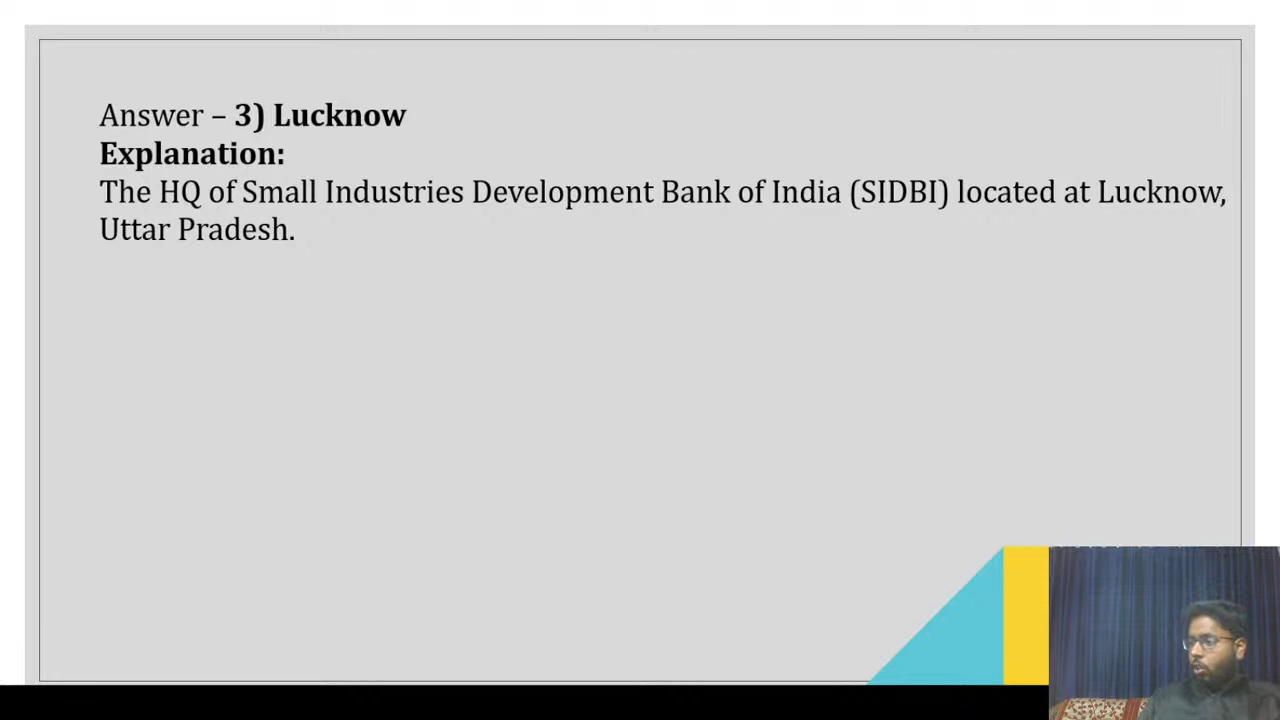 Answer – 3) Lucknow
Explanation:
The HQ of Small Industries Development Bank of India (SIDBI) located at Lucknow,
Uttar Pradesh.